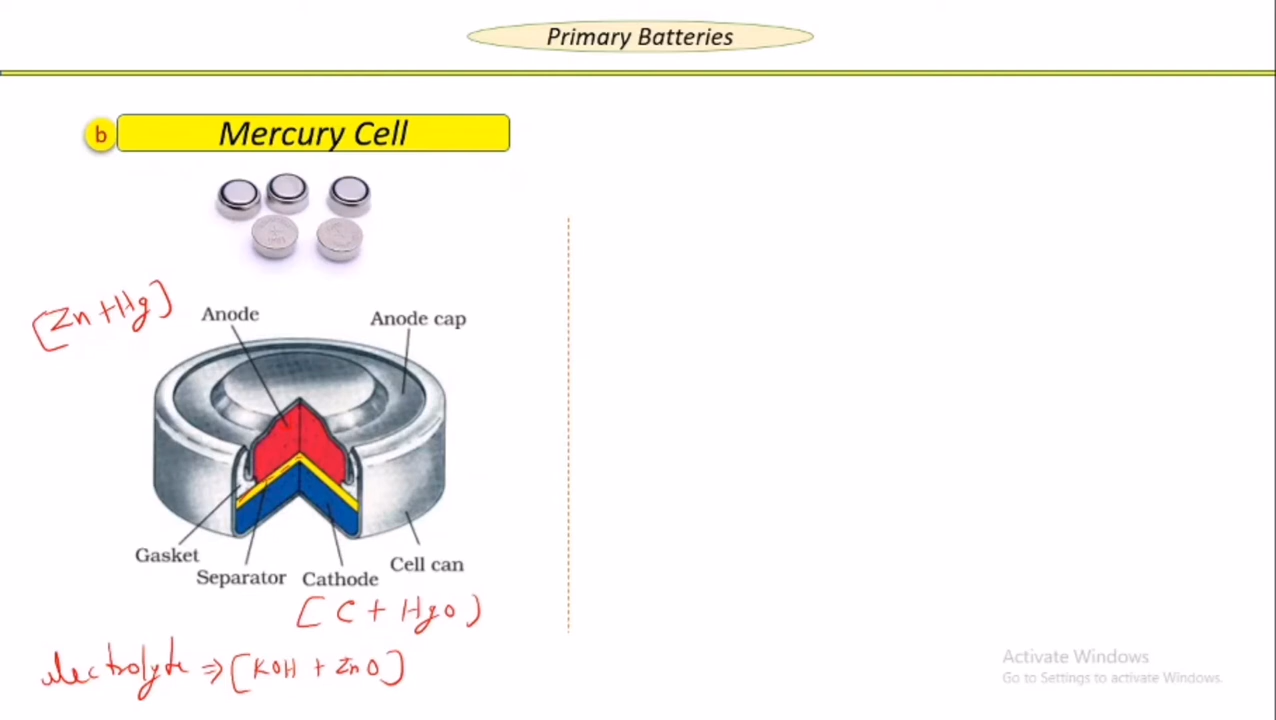 Primary Batteries
b
Mercury Cell
[Zn + Hg]
Anode
Anode cap
Gasket
Separator
Cathode
Cell can
[C + HgO]
electrolyte ⇒ [KOH + ZnO]
Activate Windows
Go to Settings to activate Windows.